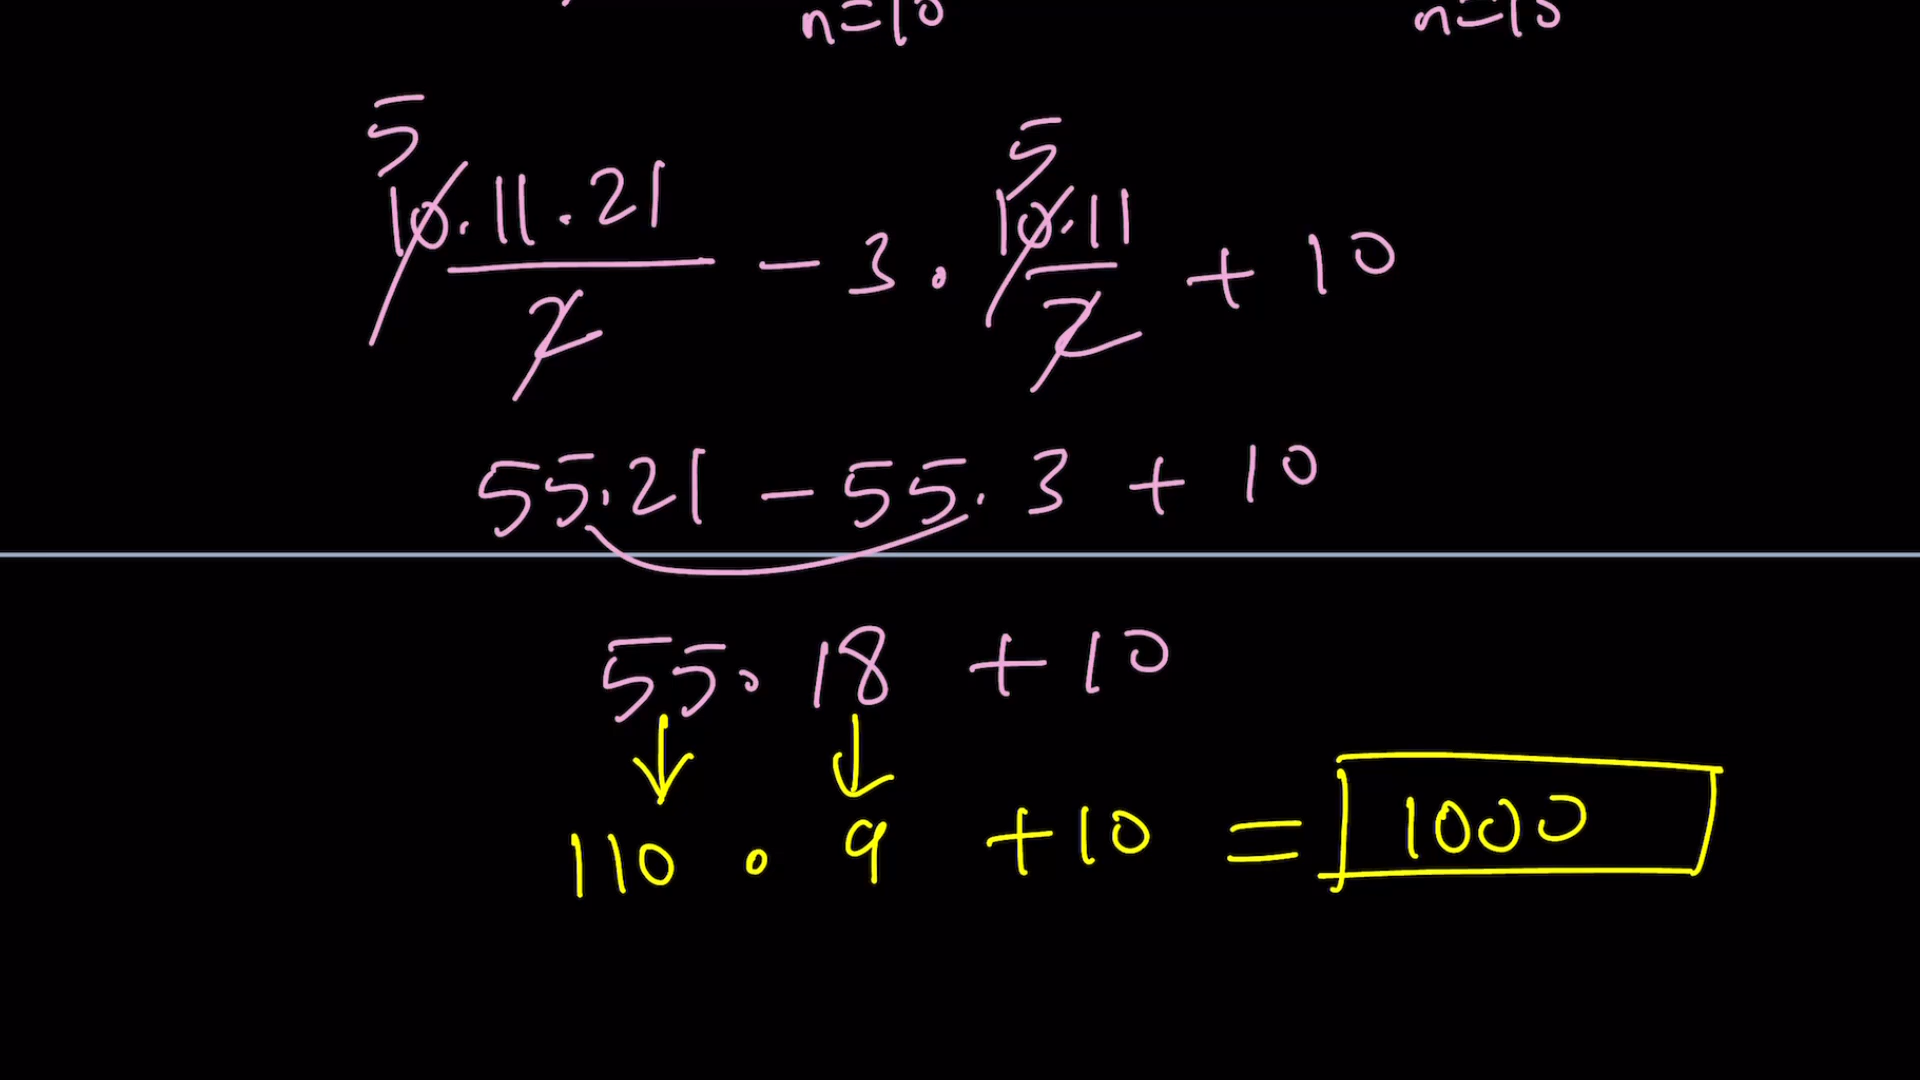 n=10 n=10
5 5
10.11.21 10.11
— - 3. — + 10
2 2
55.21 - 55.3 + 10
55. 18 + 10
↓ ↓
110 . 9 +10 = 1000